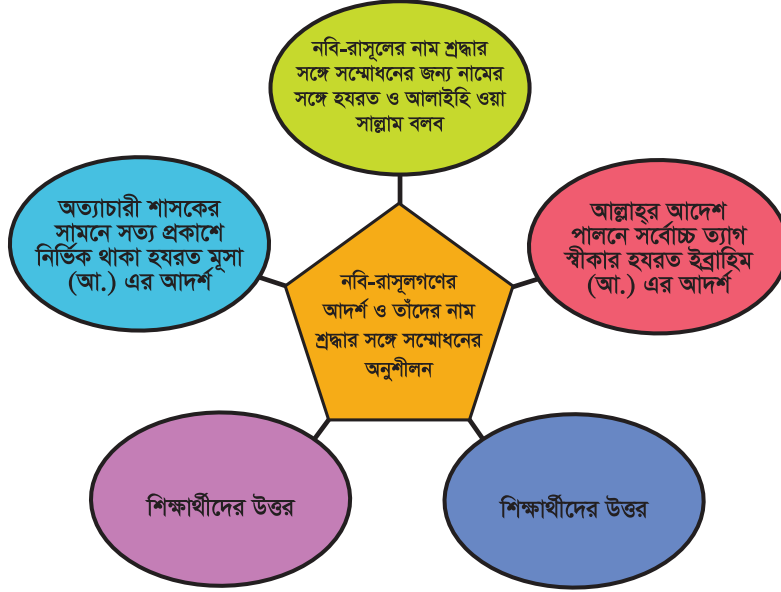 নবি-রাসূলের নাম শ্রদ্ধার
সঙ্গে সম্মোধনের জন্য নামের
সঙ্গে হযরত ও আলাইহি ওয়া
সাল্লাম বলব
অত্যাচারী শাসকের
সামনে সত্য প্রকাশে
নির্ভিক থাকা হযরত মূসা
(আ.) এর আদর্শ
আল্লাহ্‌র আদেশ
পালনে সর্বোচ্চ ত্যাগ
স্বীকার হযরত ইব্রাহিম
(আ.) এর আদর্শ
নবি-রাসূলগণের
আদর্শ ও তাঁদের নাম
শ্রদ্ধার সঙ্গে সম্মোধনের
অনুশীলন
শিক্ষার্থীদের উত্তর
শিক্ষার্থীদের উত্তর